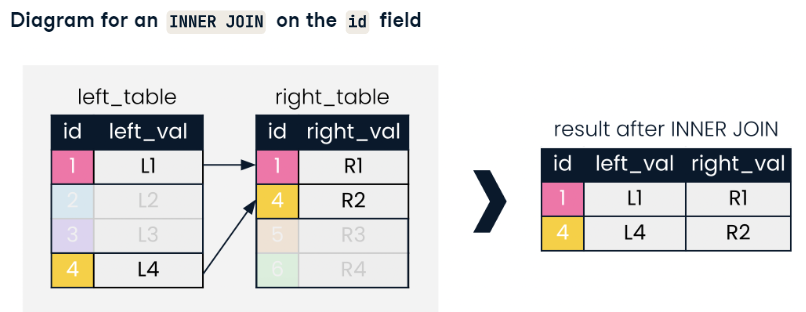 Diagram for an INNER JOIN on the id field
left_table right_table
id left_val id right_val
1 L1 1 R1
2 L2 4 R2
3 L3 5 R3
4 L4 6 R4
result after INNER JOIN
id left_val right_val
1 L1 R1
4 L4 R2